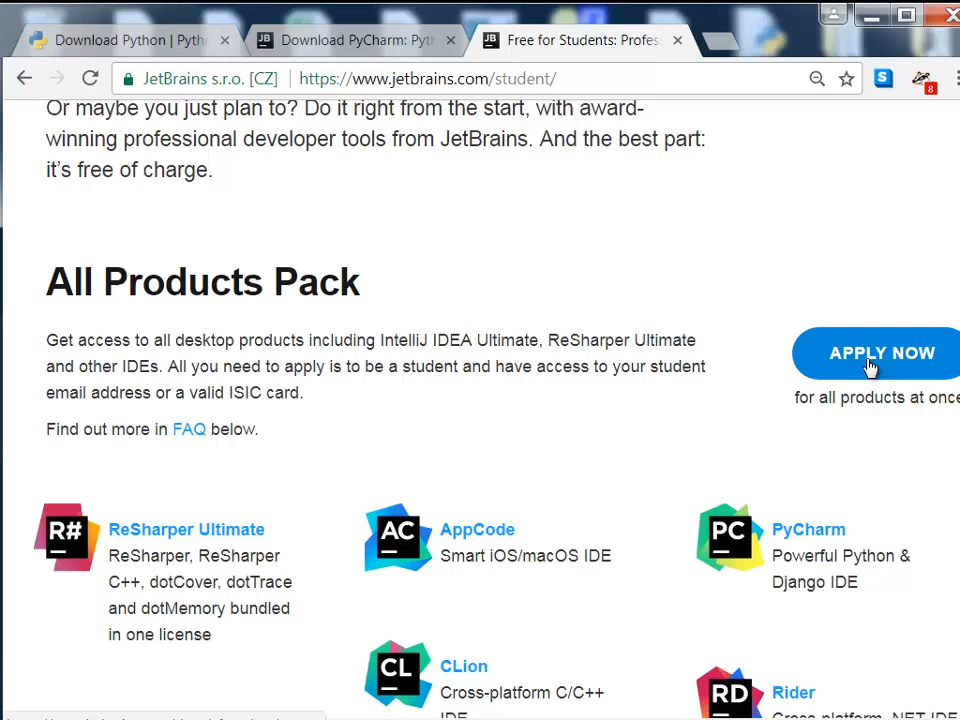 Download Python | Pyth
Download PyCharm: Pyt
Free for Students: Profes
JetBrains s.r.o. [CZ]
https://www.jetbrains.com/student/
8
Or maybe you just plan to? Do it right from the start, with award-
winning professional developer tools from JetBrains. And the best part:
it's free of charge.
All Products Pack
Get access to all desktop products including IntelliJ IDEA Ultimate, ReSharper Ultimate
and other IDEs. All you need to apply is to be a student and have access to your student
email address or a valid ISIC card.
Find out more in FAQ below.
APPLY NOW
for all products at once
R#
ReSharper Ultimate
ReSharper, ReSharper
C++, dotCover, dotTrace
and dotMemory bundled
in one license
AC
AppCode
Smart iOS/macOS IDE
PC
PyCharm
Powerful Python &
Django IDE
CL
CLion
Cross-platform C/C++
IDE
RD
Rider
Cross-platform .NET IDE